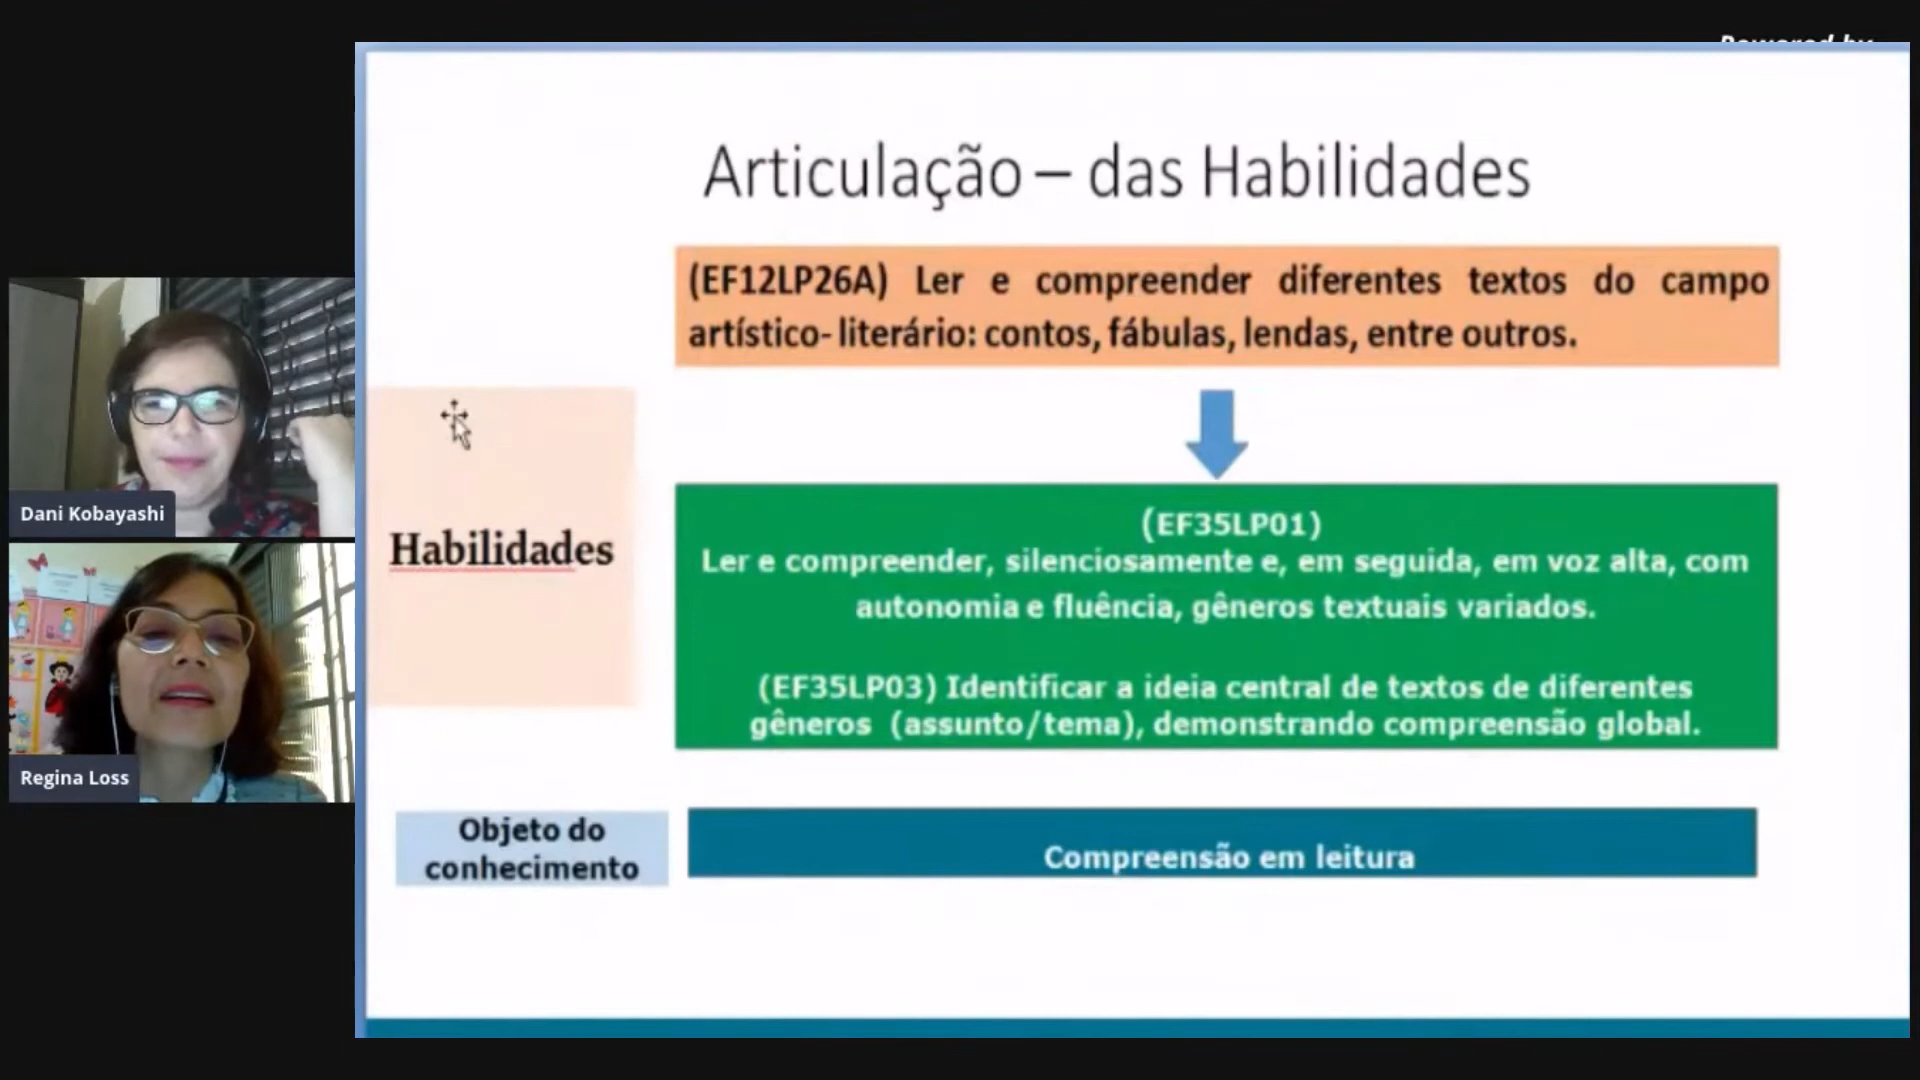 Powered by
Articulação – das Habilidades
(EF12LP26A) Ler e compreender diferentes textos do campo
artístico- literário: contos, fábulas, lendas, entre outros.
Habilidades
(EF35LP01)
Ler e compreender, silenciosamente e, em seguida, em voz alta, com
autonomia e fluência, gêneros textuais variados.
(EF35LP03) Identificar a ideia central de textos de diferentes
gêneros (assunto/tema), demonstrando compreensão global.
Objeto do
conhecimento
Compreensão em leitura
Dani Kobayashi
Regina Loss